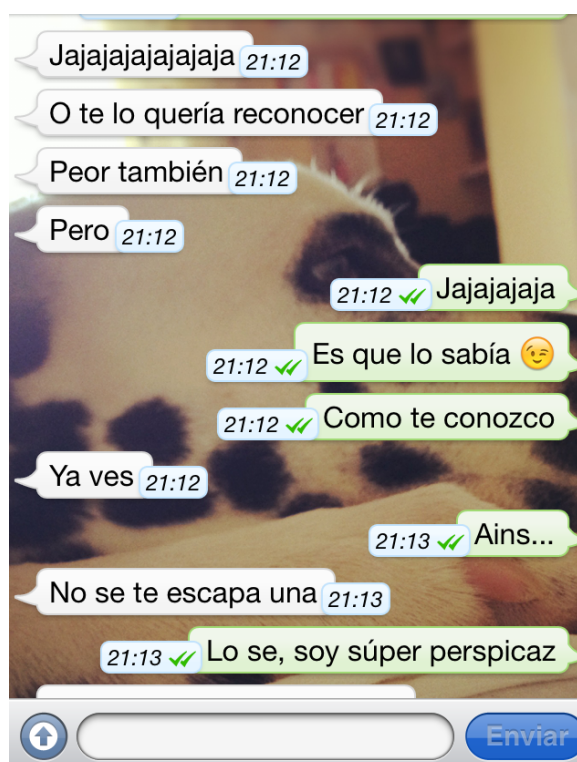 Jajajajajajajaja 21:12
O te lo quería reconocer 21:12
Peor también 21:12
Pero 21:12
21:12 Jajajajaja
21:12 Es que lo sabía 😉
21:12 Como te conozco
Ya ves 21:12
21:13 Ains...
No se te escapa una 21:13
21:13 Lo se, soy súper perspicaz
Enviar